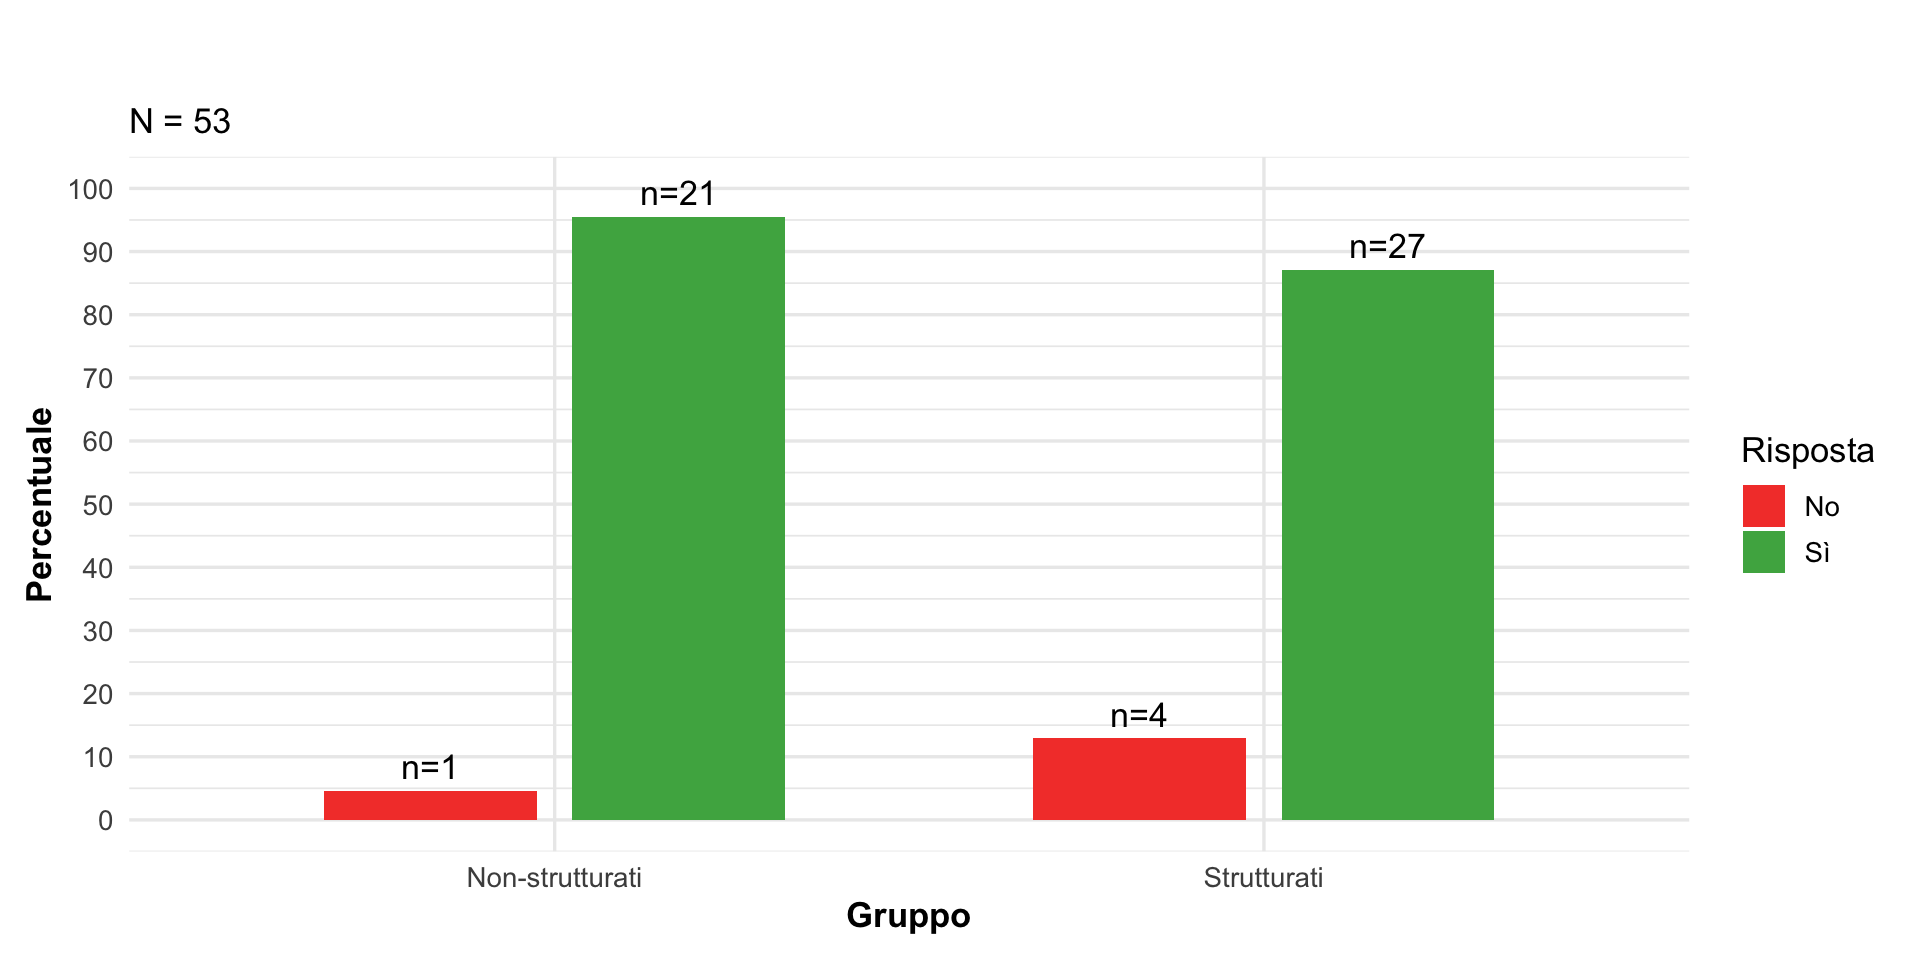 N = 53
Percentuale
100
90
80
70
60
50
40
30
20
10
0
n=1
n=21
n=4
n=27
Non-strutturati
Strutturati
Gruppo
Risposta
No
Sì